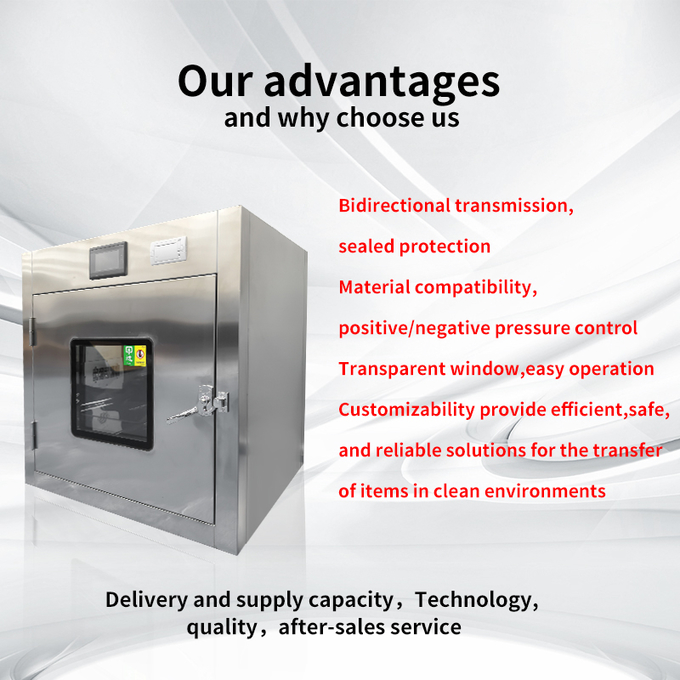 Our advantages
and why choose us
Bidirectional transmission,
sealed protection
Material compatibility,
positive/negative pressure control
Transparent window,easy operation
Customizability provide efficient,safe,
and reliable solutions for the transfer
of items in clean environments
Delivery and supply capacity，Technology,
quality，after-sales service